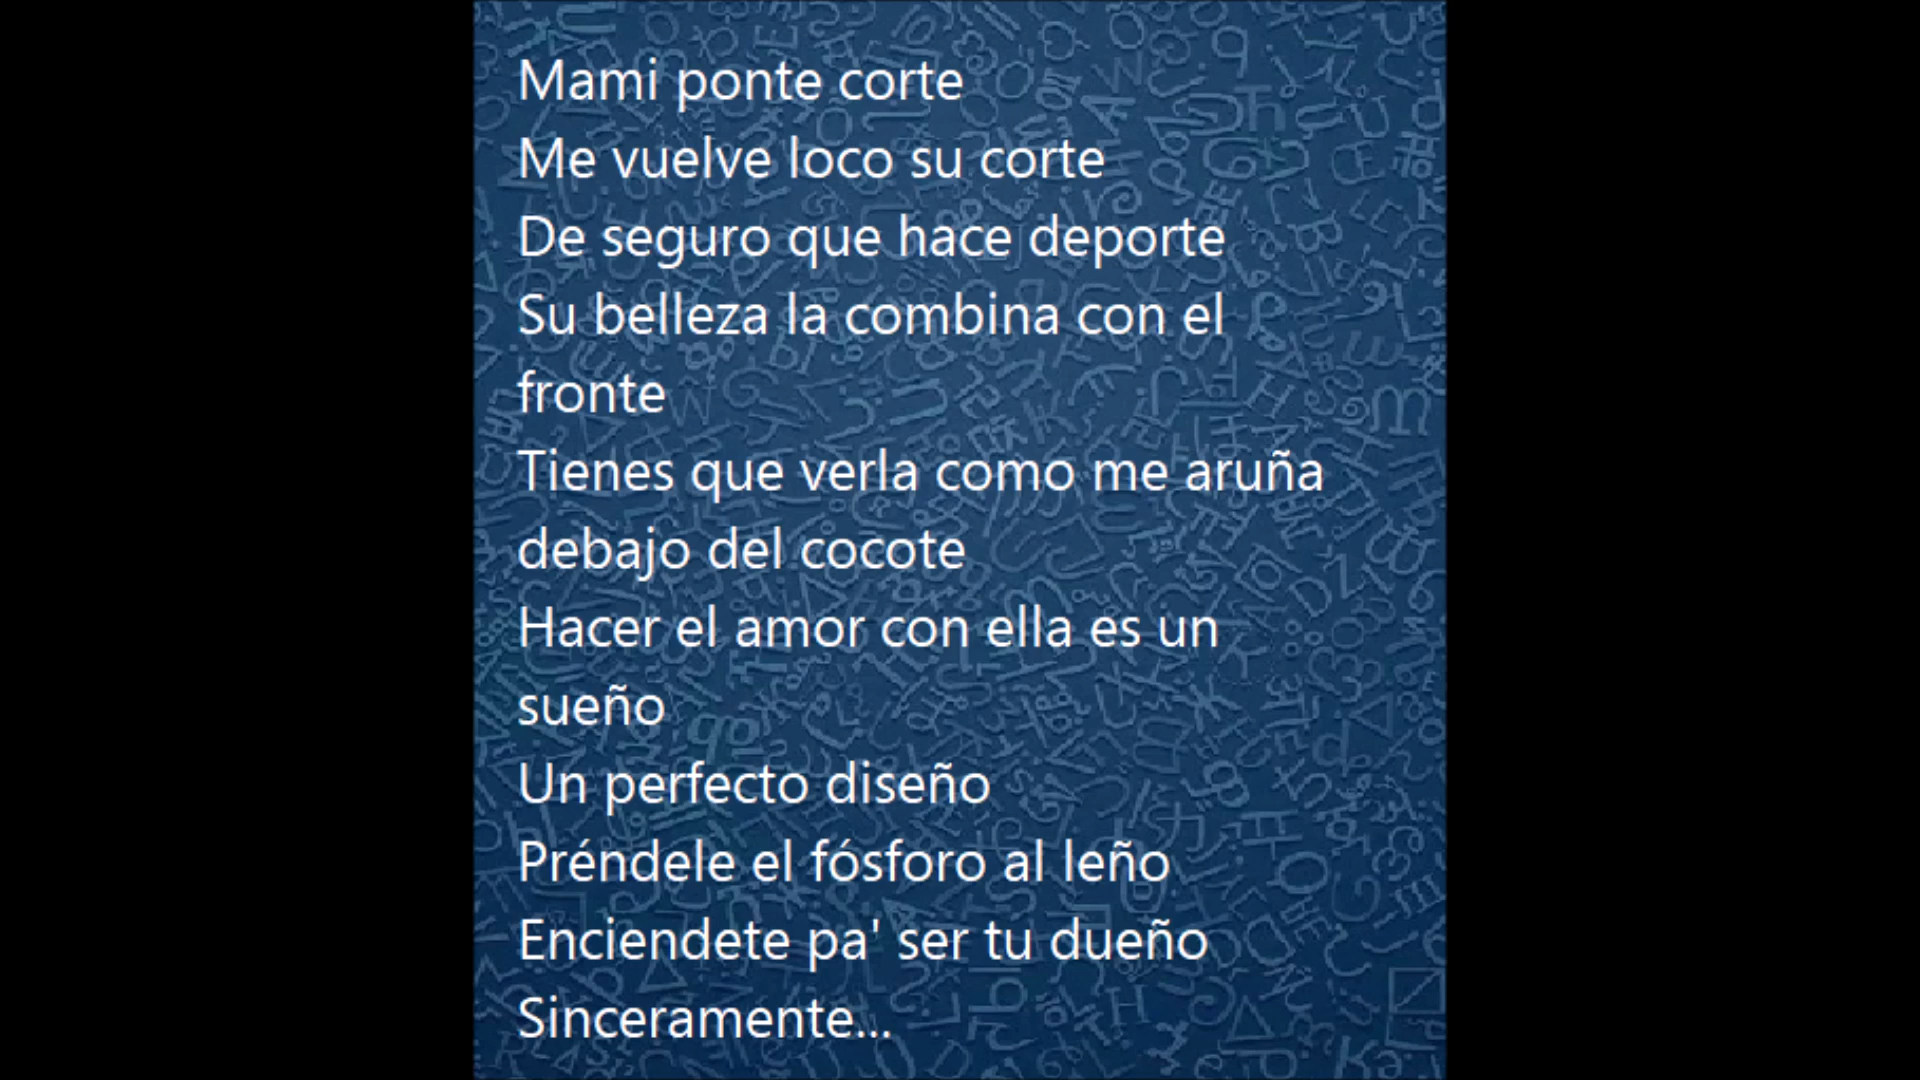 Mami ponte corte
Me vuelve loco su corte
De seguro que hace deporte
Su belleza la combina con el
fronte
Tienes que verla como me aruña
debajo del cocote
Hacer el amor con ella es un
sueño
Un perfecto diseño
Préndele el fósforo al leño
Enciendete pa' ser tu dueño
Sinceramente...